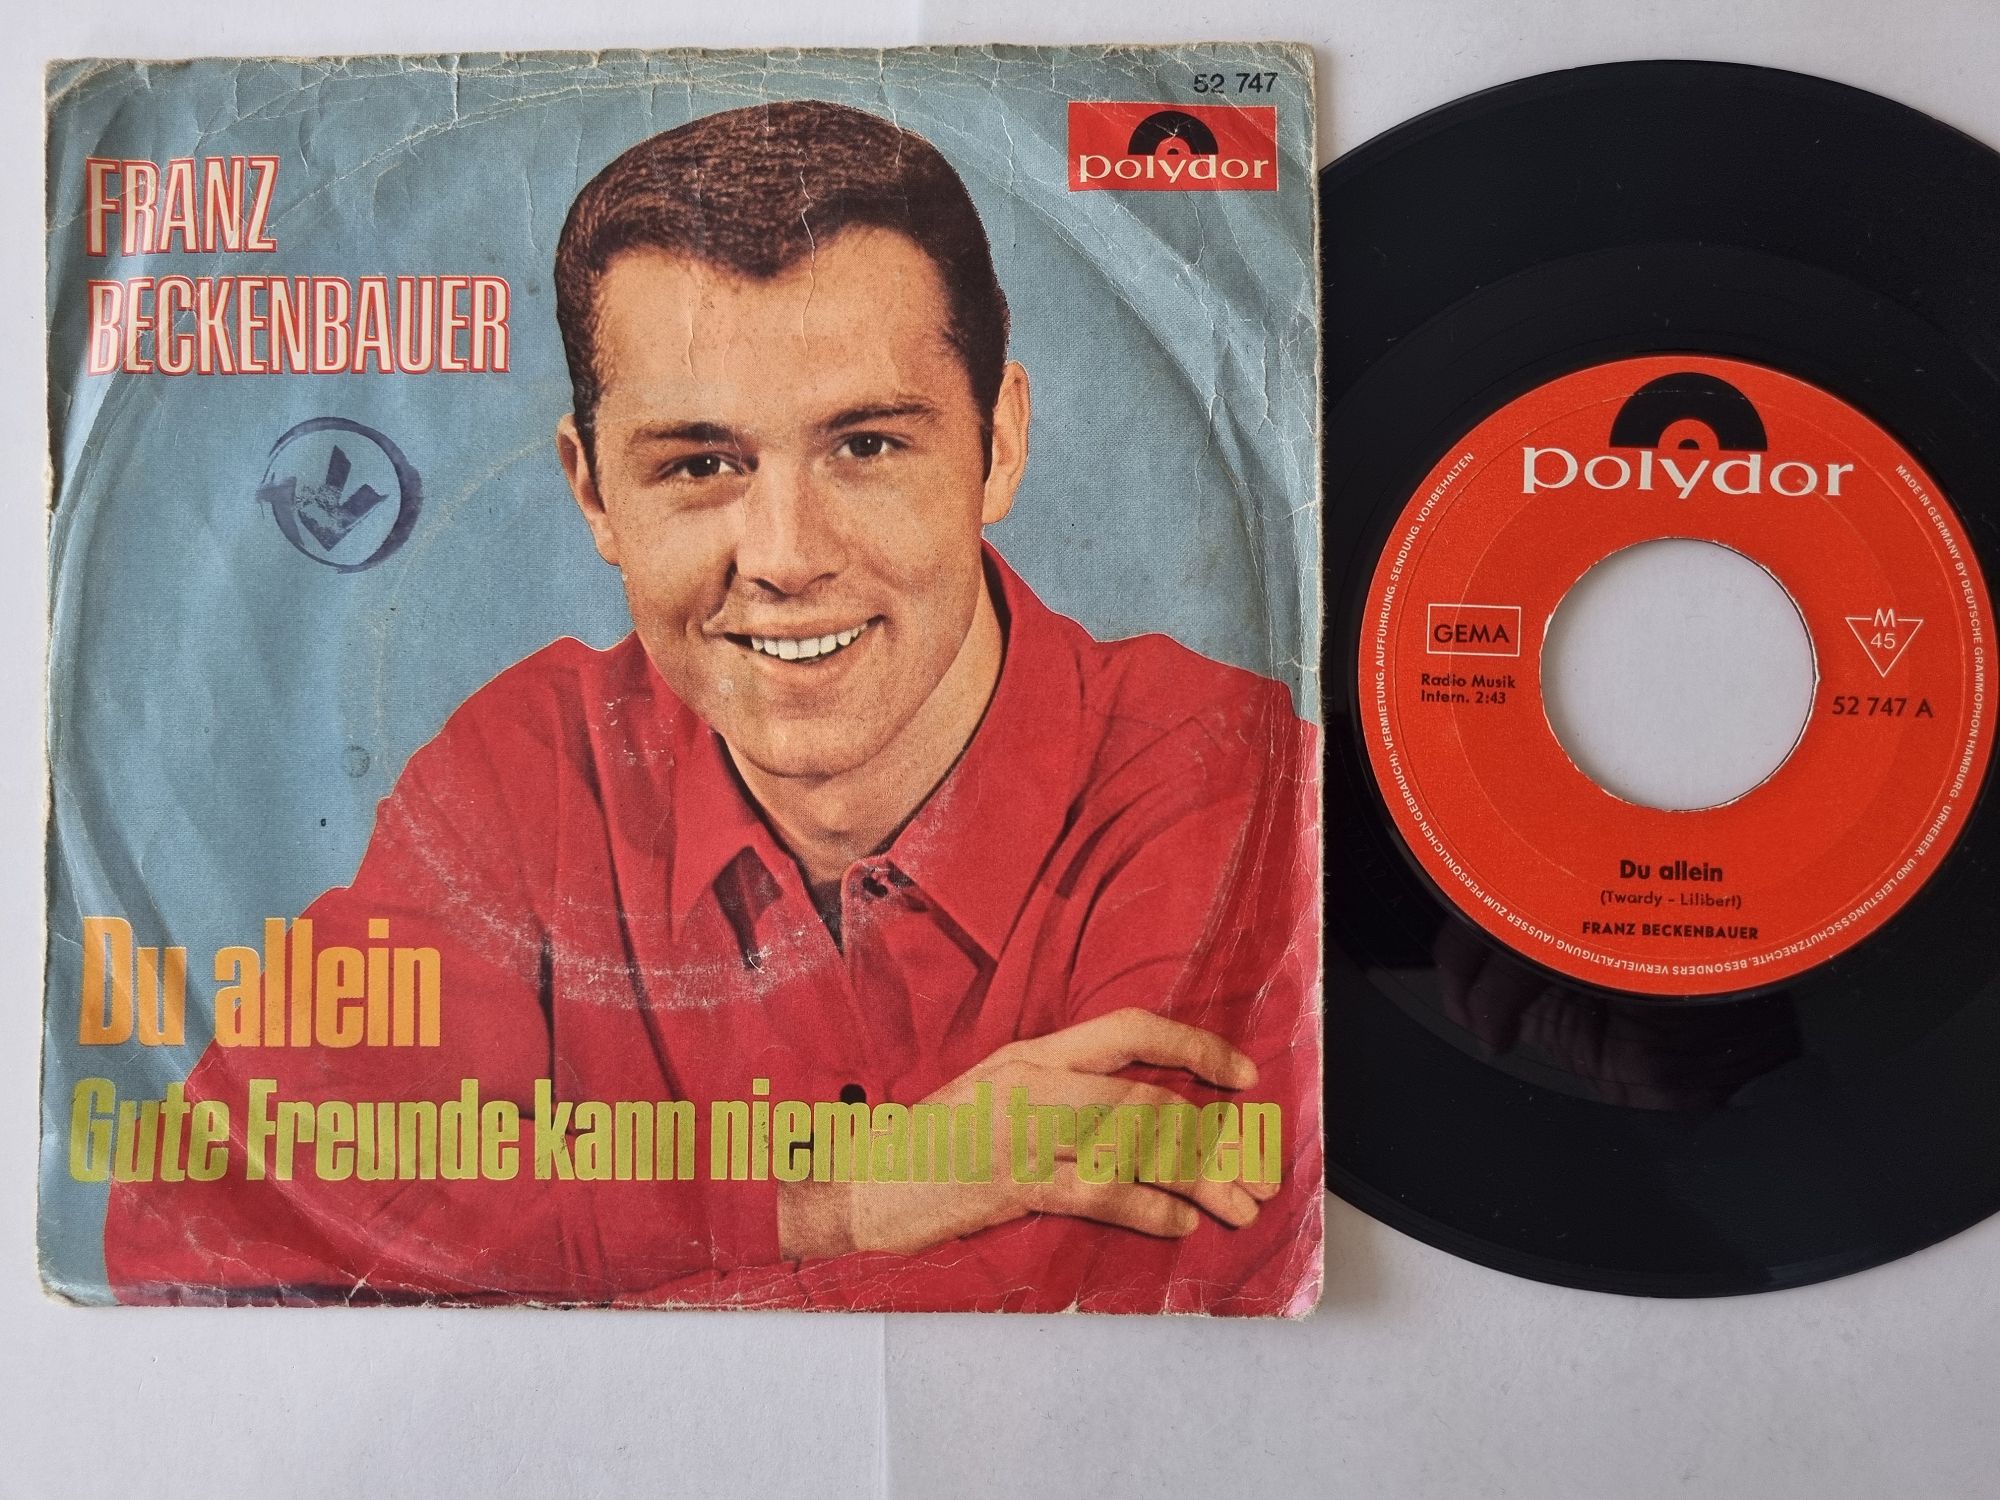 52 747
polydor
FRANZ
BECKENBAUER
Du allein
Gute Freunde kann niemand trennen
polydor
MADE IN GERMANY BY DEUTSCHE GRAMMOPHON HAMBURG · URHEBER- UND LEISTUNGSSCHUTZRECHTE, BESONDERS VERVIELFÄLTIGUNG (AUSSER ZUM PERSÖNLICHEN GEBRAUCH), VERMIETUNG, AUFFÜHRUNG, SENDUNG, VORBEHALTEN
GEMA
M
45
Radio Musik
Intern. 2:43
52 747 A
Du allein
(Twardy - Lilibert)
FRANZ BECKENBAUER